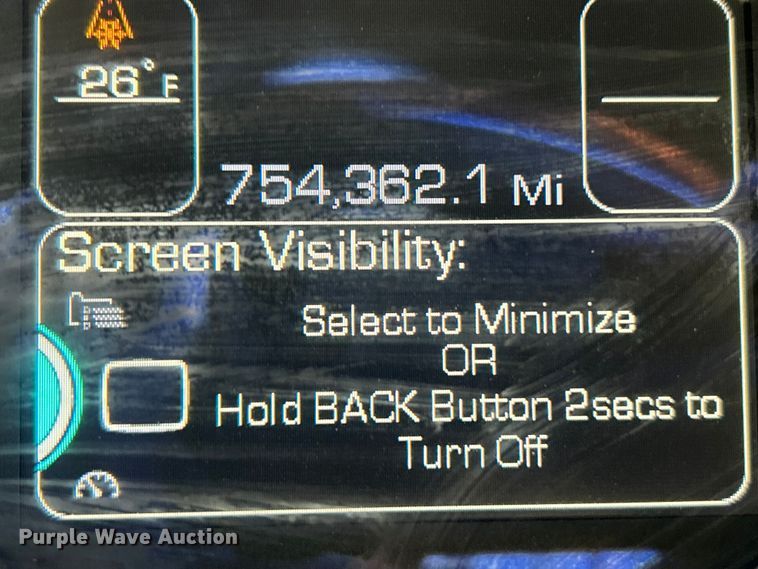 26°F
754,362.1 Mi
Screen Visibility:
Select to Minimize
OR
Hold BACK Button 2secs to
Turn Off
Purple Wave Auction